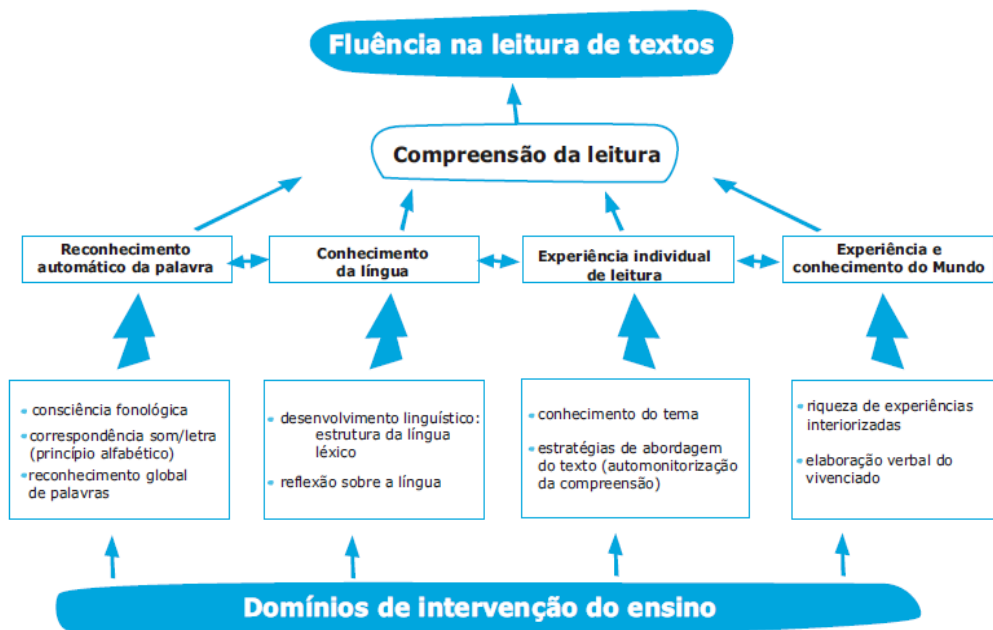 Fluência na leitura de textos
Compreensão da leitura
Reconhecimento
automático da palavra
Conhecimento
da língua
Experiência individual
de leitura
Experiência e
conhecimento do Mundo
• consciência fonológica
• correspondência som/letra
(princípio alfabético)
• reconhecimento global
de palavras
• desenvolvimento linguístico:
estrutura da língua
léxico
• reflexão sobre a língua
• conhecimento do tema
• estratégias de abordagem
do texto (automonitorização
da compreensão)
• riqueza de experiências
interiorizadas
• elaboração verbal do
vivenciado
Domínios de intervenção do ensino